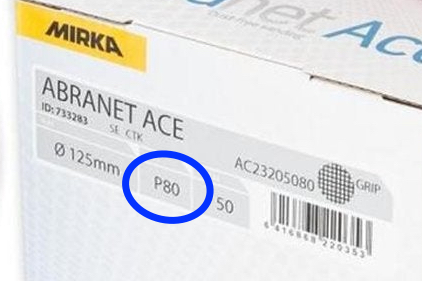 MIRKA
net Ace
Dust-free sanding
ABRANET ACE
ID: 733283 SE CTK
Ø 125mm P80 50
AC23205080 GRIP
6 416868 220353